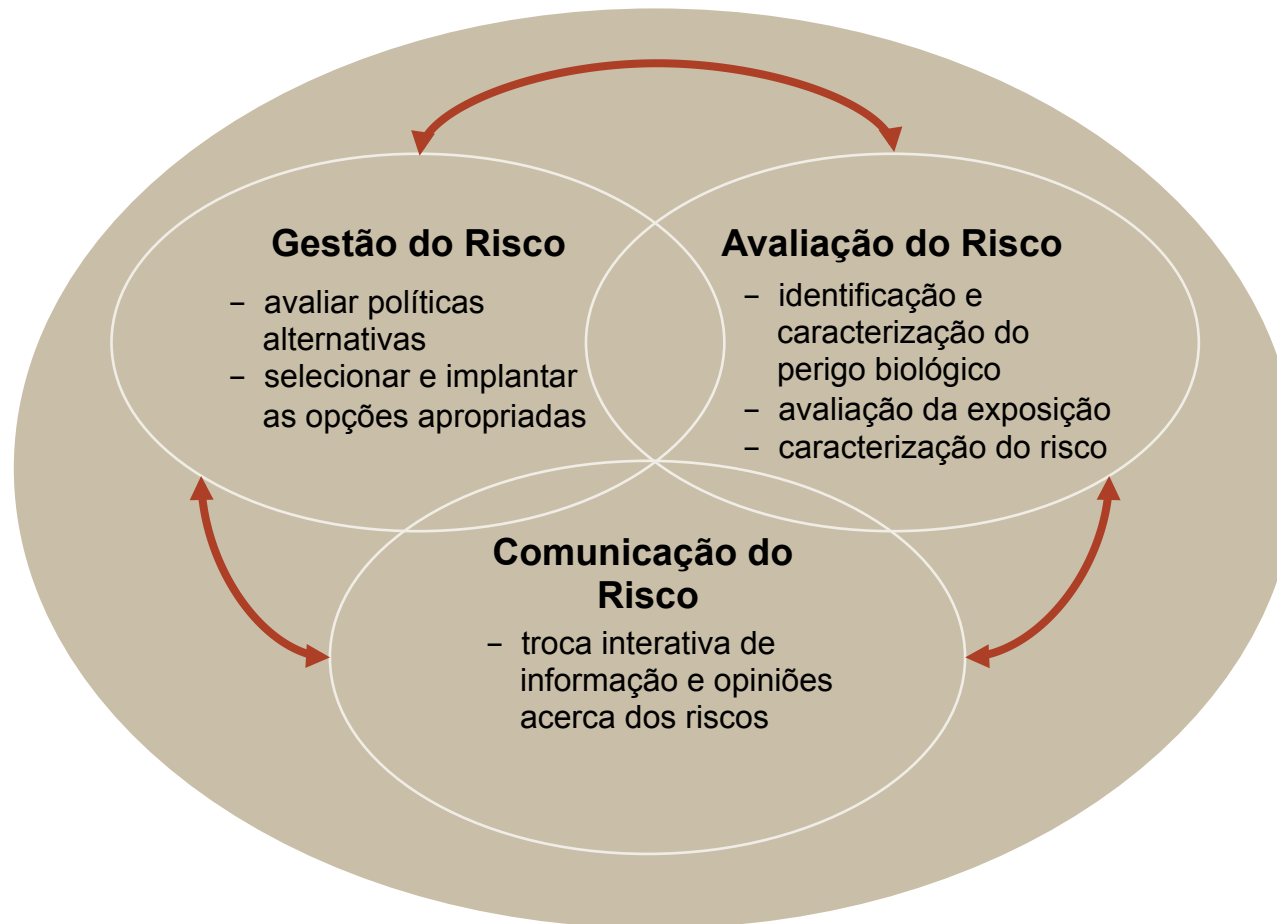 Gestão do Risco
– avaliar políticas
alternativas
– selecionar e implantar
as opções apropriadas
Avaliação do Risco
– identificação e
caracterização do
perigo biológico
– avaliação da exposição
– caracterização do risco
Comunicação do
Risco
– troca interativa de
informação e opiniões
acerca dos riscos